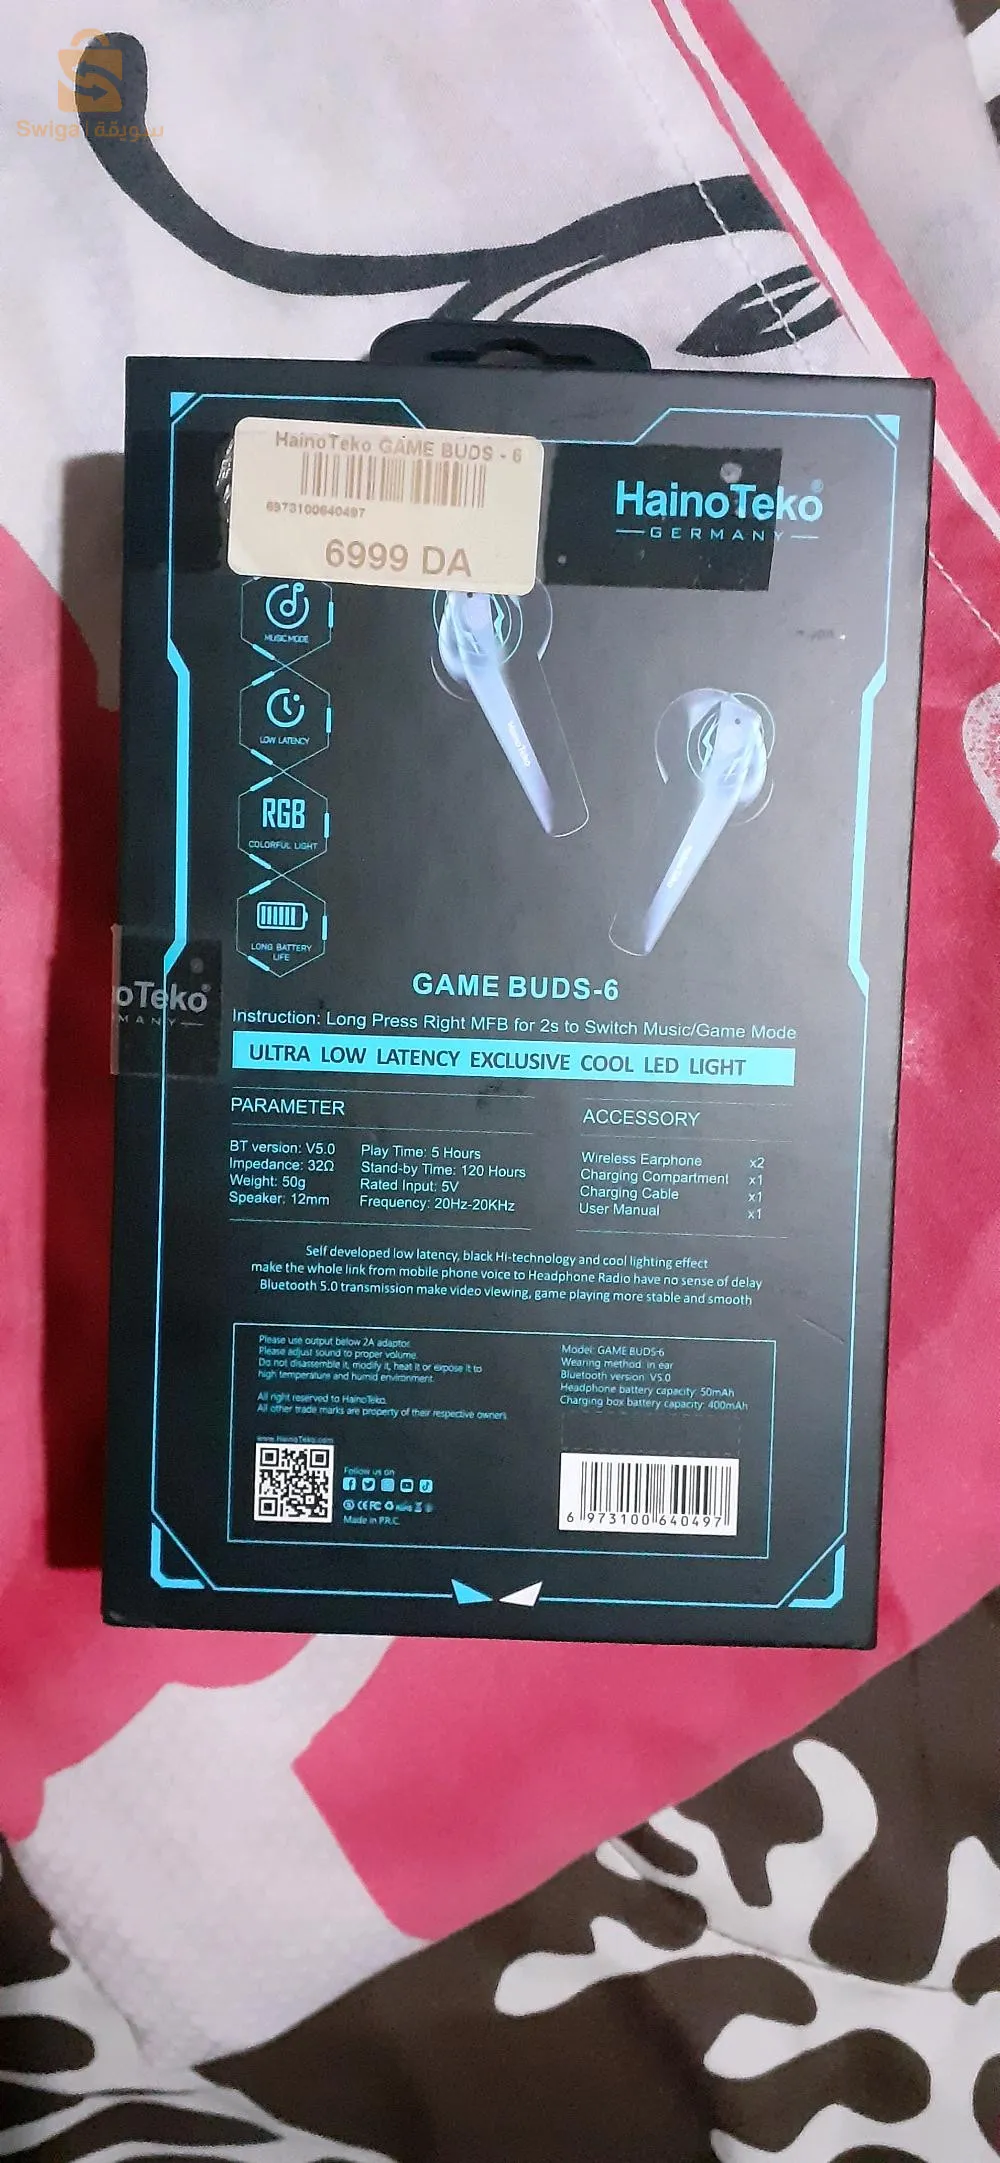 Swiga | سويقة
HainoTeko GAME BUDS - 6
6973100640497
6999 DA
HainoTeko®
GERMANY
MUSIC MODE
LOW LATENCY
RGB
COLORFUL LIGHT
LONG BATTERY
LIFE
oTeko®
MANY
GAME BUDS-6
Instruction: Long Press Right MFB for 2s to Switch Music/Game Mode
ULTRA LOW LATENCY EXCLUSIVE COOL LED LIGHT
PARAMETER
BT version: V5.0
Impedance: 32Ω
Weight: 50g
Speaker: 12mm
Play Time: 5 Hours
Stand-by Time: 120 Hours
Rated Input: 5V
Frequency: 20Hz-20KHz
ACCESSORY
Wireless Earphone x2
Charging Compartment x1
Charging Cable x1
User Manual x1
Self developed low latency, black Hi-technology and cool lighting effect
make the whole link from mobile phone voice to Headphone Radio have no sense of delay
Bluetooth 5.0 transmission make video viewing, game playing more stable and smooth
Please use output below 2A adaptor.
Please adjust sound to proper volume.
Do not disassemble it, modify it, heat it or expose it to
high temperature and humid environment.
All right reserved to HainoTeko.
All other trade marks are property of their respective owners
www.HainoTeko.com
Follow us on
Made in P.R.C.
Model: GAME BUDS-6
Wearing method: in ear
Bluetooth version: V5.0
Headphone battery capacity: 50mAh
Charging box battery capacity: 400mAh
6 973100 640497